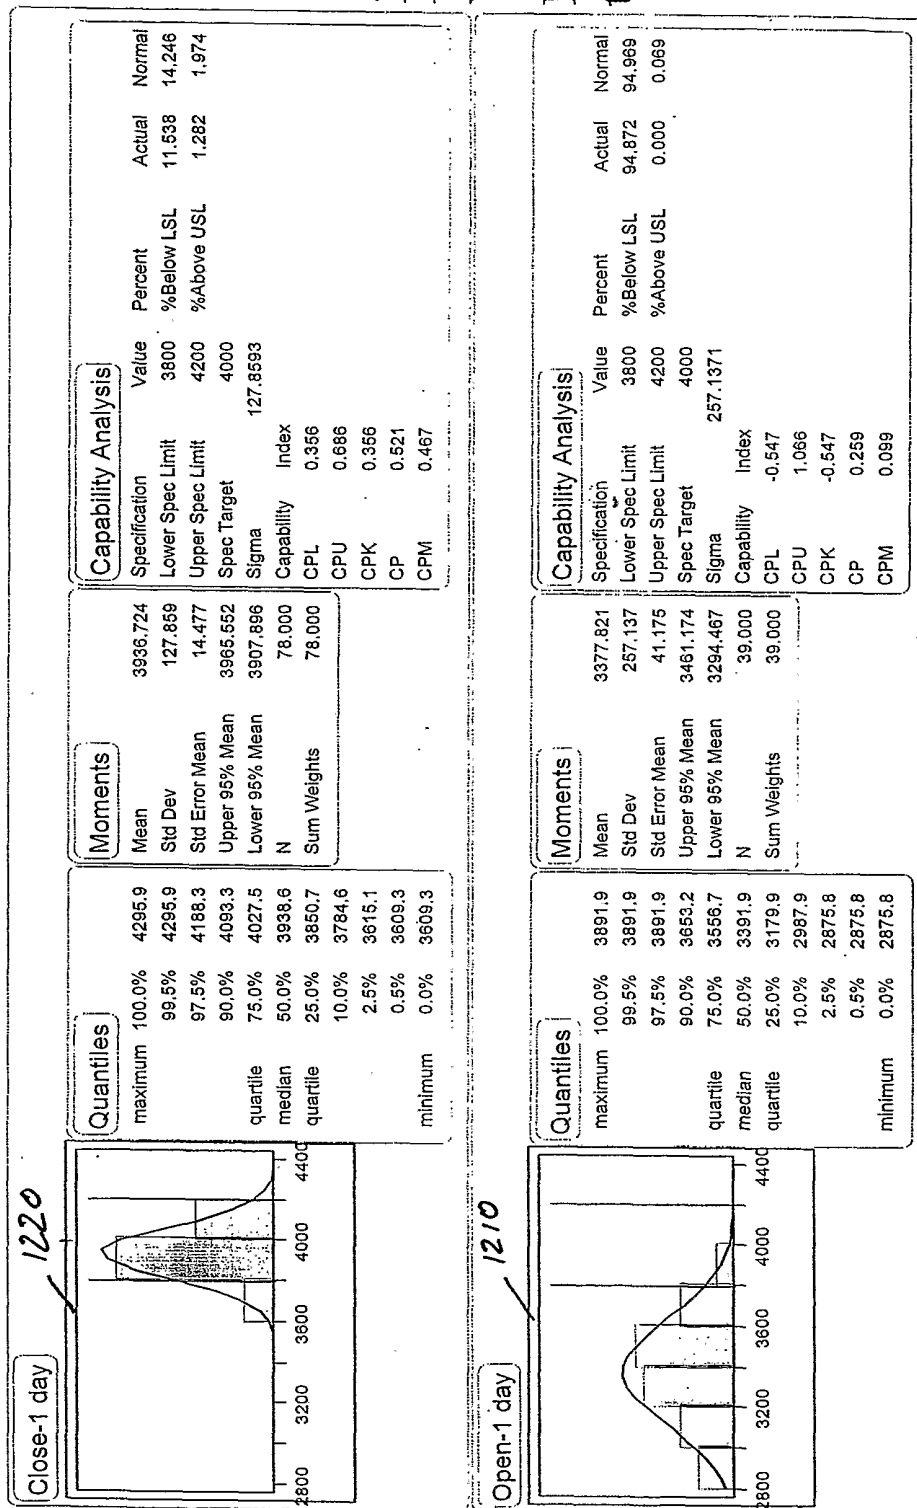 Close-1 day
1220
2800 3200 3600 4000 4400
Quantiles
maximum 100.0% 4295.9
99.5% 4295.9
97.5% 4188.3
90.0% 4093.3
quartile 75.0% 4027.5
median 50.0% 3938.6
quartile 25.0% 3850.7
10.0% 3784.6
2.5% 3615.1
0.5% 3609.3
minimum 0.0% 3609.3
Moments
Mean 3936.724
Std Dev 127.859
Std Error Mean 14.477
Upper 95% Mean 3965.552
Lower 95% Mean 3907.896
N 78.000
Sum Weights 78.000
Capability Analysis
Specification Value Percent Actual Normal
Lower Spec Limit 3800 %Below LSL 11.538 14.246
Upper Spec Limit 4200 %Above USL 1.282 1.974
Spec Target 4000
Sigma 127.8593
Capability Index
CPL 0.356
CPU 0.686
CPK 0.356
CP 0.521
CPM 0.467
Open-1 day
1210
2800 3200 3600 4000 4400
Quantiles
maximum 100.0% 3891.9
99.5% 3891.9
97.5% 3891.9
90.0% 3653.2
quartile 75.0% 3556.7
median 50.0% 3391.9
quartile 25.0% 3179.9
10.0% 2987.9
2.5% 2875.8
0.5% 2875.8
minimum 0.0% 2875.8
Moments
Mean 3377.821
Std Dev 257.137
Std Error Mean 41.175
Upper 95% Mean 3461.174
Lower 95% Mean 3294.467
N 39.000
Sum Weights 39.000
Capability Analysis
Specification Value Percent Actual Normal
Lower Spec Limit 3800 %Below LSL 94.872 94.969
Upper Spec Limit 4200 %Above USL 0.000 0.069
Spec Target 4000
Sigma 257.1371
Capability Index
CPL -0.547
CPU 1.066
CPK -0.547
CP 0.259
CPM 0.099